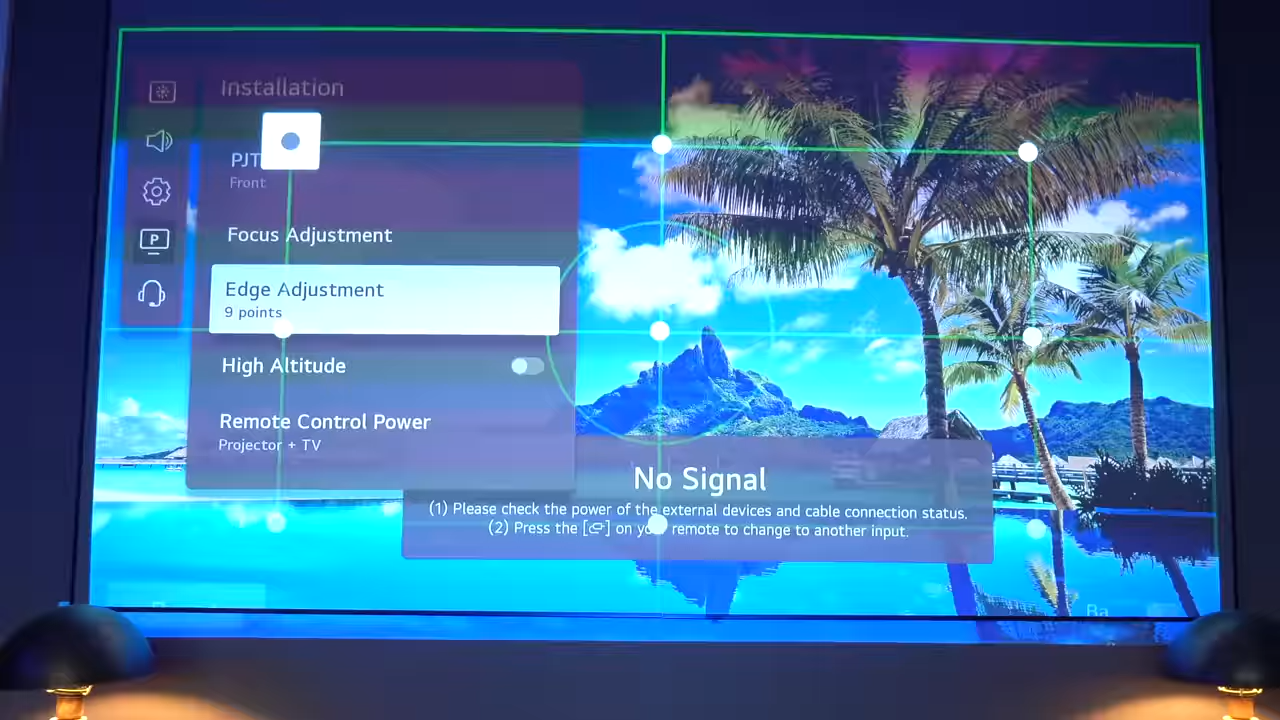 Installation
PJT
Front
P
Focus Adjustment
Edge Adjustment
9 points
High Altitude
Remote Control Power
Projector + TV
No Signal
(1) Please check the power of the external devices and cable connection status.
(2) Press the [ ] on your remote to change to another input.
Ba